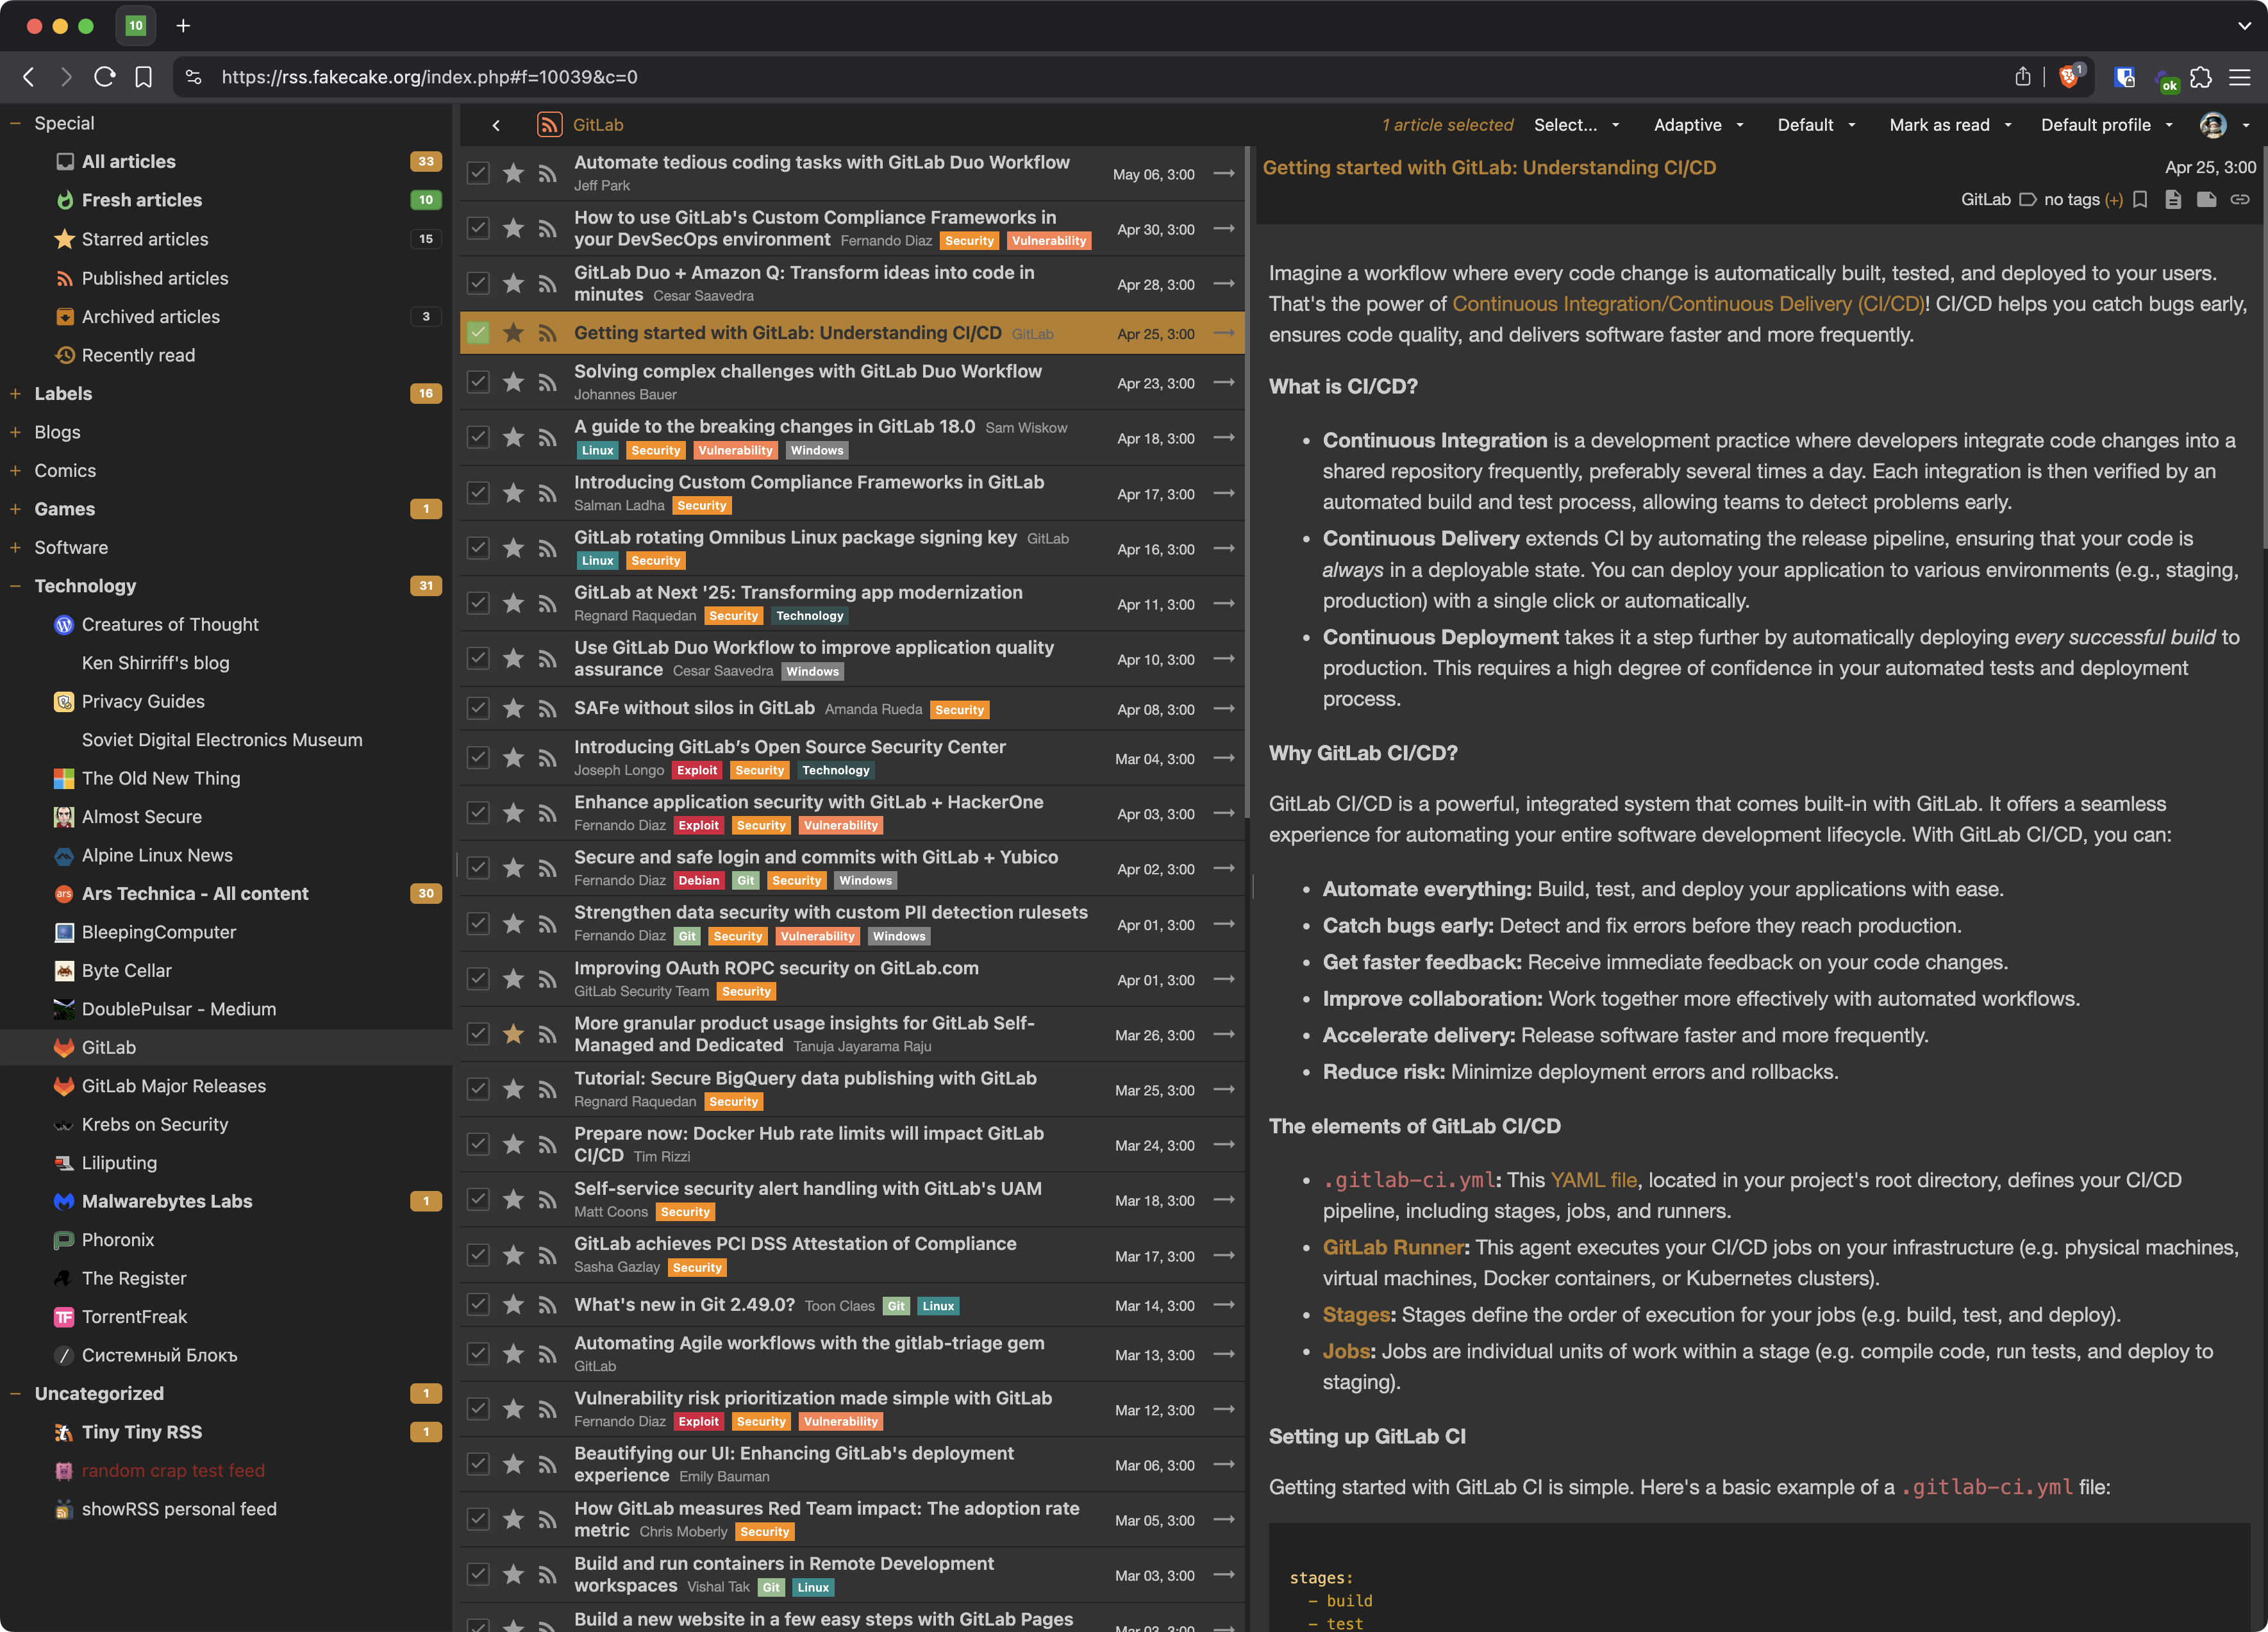 10
https://rss.fakecake.org/index.php#f=10039&c=0
1
ok
Special
All articles 33
Fresh articles 10
Starred articles 15
Published articles
Archived articles 3
Recently read
Labels 16
Blogs
Comics
Games 1
Software
Technology 31
Creatures of Thought
Ken Shirriff's blog
Privacy Guides
Soviet Digital Electronics Museum
The Old New Thing
Almost Secure
Alpine Linux News
ars Ars Technica - All content 30
BleepingComputer
Byte Cellar
DoublePulsar - Medium
GitLab
GitLab Major Releases
Krebs on Security
Liliputing
Malwarebytes Labs 1
Phoronix
The Register
TF TorrentFreak
Системный Блокъ
Uncategorized 1
Tiny Tiny RSS 1
random crap test feed
showRSS personal feed
GitLab
1 article selected Select... Adaptive Default Mark as read Default profile
Automate tedious coding tasks with GitLab Duo Workflow
Jeff Park
May 06, 3:00
How to use GitLab's Custom Compliance Frameworks in
your DevSecOps environment Fernando Diaz Security Vulnerability
Apr 30, 3:00
GitLab Duo + Amazon Q: Transform ideas into code in
minutes Cesar Saavedra
Apr 28, 3:00
Getting started with GitLab: Understanding CI/CD GitLab
Apr 25, 3:00
Solving complex challenges with GitLab Duo Workflow
Johannes Bauer
Apr 23, 3:00
A guide to the breaking changes in GitLab 18.0 Sam Wiskow
Linux Security Vulnerability Windows
Apr 18, 3:00
Introducing Custom Compliance Frameworks in GitLab
Salman Ladha Security
Apr 17, 3:00
GitLab rotating Omnibus Linux package signing key GitLab
Linux Security
Apr 16, 3:00
GitLab at Next '25: Transforming app modernization
Regnard Raquedan Security Technology
Apr 11, 3:00
Use GitLab Duo Workflow to improve application quality
assurance Cesar Saavedra Windows
Apr 10, 3:00
SAFe without silos in GitLab Amanda Rueda Security
Apr 08, 3:00
Introducing GitLab’s Open Source Security Center
Joseph Longo Exploit Security Technology
Mar 04, 3:00
Enhance application security with GitLab + HackerOne
Fernando Diaz Exploit Security Vulnerability
Apr 03, 3:00
Secure and safe login and commits with GitLab + Yubico
Fernando Diaz Debian Git Security Windows
Apr 02, 3:00
Strengthen data security with custom PII detection rulesets
Fernando Diaz Git Security Vulnerability Windows
Apr 01, 3:00
Improving OAuth ROPC security on GitLab.com
GitLab Security Team Security
Apr 01, 3:00
More granular product usage insights for GitLab Self-
Managed and Dedicated Tanuja Jayarama Raju
Mar 26, 3:00
Tutorial: Secure BigQuery data publishing with GitLab
Regnard Raquedan Security
Mar 25, 3:00
Prepare now: Docker Hub rate limits will impact GitLab
CI/CD Tim Rizzi
Mar 24, 3:00
Self-service security alert handling with GitLab's UAM
Matt Coons Security
Mar 18, 3:00
GitLab achieves PCI DSS Attestation of Compliance
Sasha Gazlay Security
Mar 17, 3:00
What's new in Git 2.49.0? Toon Claes Git Linux
Mar 14, 3:00
Automating Agile workflows with the gitlab-triage gem
GitLab
Mar 13, 3:00
Vulnerability risk prioritization made simple with GitLab
Fernando Diaz Exploit Security Vulnerability
Mar 12, 3:00
Beautifying our UI: Enhancing GitLab's deployment
experience Emily Bauman
Mar 06, 3:00
How GitLab measures Red Team impact: The adoption rate
metric Chris Moberly Security
Mar 05, 3:00
Build and run containers in Remote Development
workspaces Vishal Tak Git Linux
Mar 03, 3:00
Build a new website in a few easy steps with GitLab Pages
Mar 03, 3:00
Getting started with GitLab: Understanding CI/CD
Apr 25, 3:00
GitLab no tags (+)
Imagine a workflow where every code change is automatically built, tested, and deployed to your users.
That's the power of Continuous Integration/Continuous Delivery (CI/CD)! CI/CD helps you catch bugs early,
ensures code quality, and delivers software faster and more frequently.
What is CI/CD?
• Continuous Integration is a development practice where developers integrate code changes into a
shared repository frequently, preferably several times a day. Each integration is then verified by an
automated build and test process, allowing teams to detect problems early.
• Continuous Delivery extends CI by automating the release pipeline, ensuring that your code is
always in a deployable state. You can deploy your application to various environments (e.g., staging,
production) with a single click or automatically.
• Continuous Deployment takes it a step further by automatically deploying every successful build to
production. This requires a high degree of confidence in your automated tests and deployment
process.
Why GitLab CI/CD?
GitLab CI/CD is a powerful, integrated system that comes built-in with GitLab. It offers a seamless
experience for automating your entire software development lifecycle. With GitLab CI/CD, you can:
• Automate everything: Build, test, and deploy your applications with ease.
• Catch bugs early: Detect and fix errors before they reach production.
• Get faster feedback: Receive immediate feedback on your code changes.
• Improve collaboration: Work together more effectively with automated workflows.
• Accelerate delivery: Release software faster and more frequently.
• Reduce risk: Minimize deployment errors and rollbacks.
The elements of GitLab CI/CD
• .gitlab-ci.yml: This YAML file, located in your project's root directory, defines your CI/CD
pipeline, including stages, jobs, and runners.
• GitLab Runner: This agent executes your CI/CD jobs on your infrastructure (e.g. physical machines,
virtual machines, Docker containers, or Kubernetes clusters).
• Stages: Stages define the order of execution for your jobs (e.g. build, test, and deploy).
• Jobs: Jobs are individual units of work within a stage (e.g. compile code, run tests, and deploy to
staging).
Setting up GitLab CI
Getting started with GitLab CI is simple. Here's a basic example of a .gitlab-ci.yml file:
stages:
- build
- test